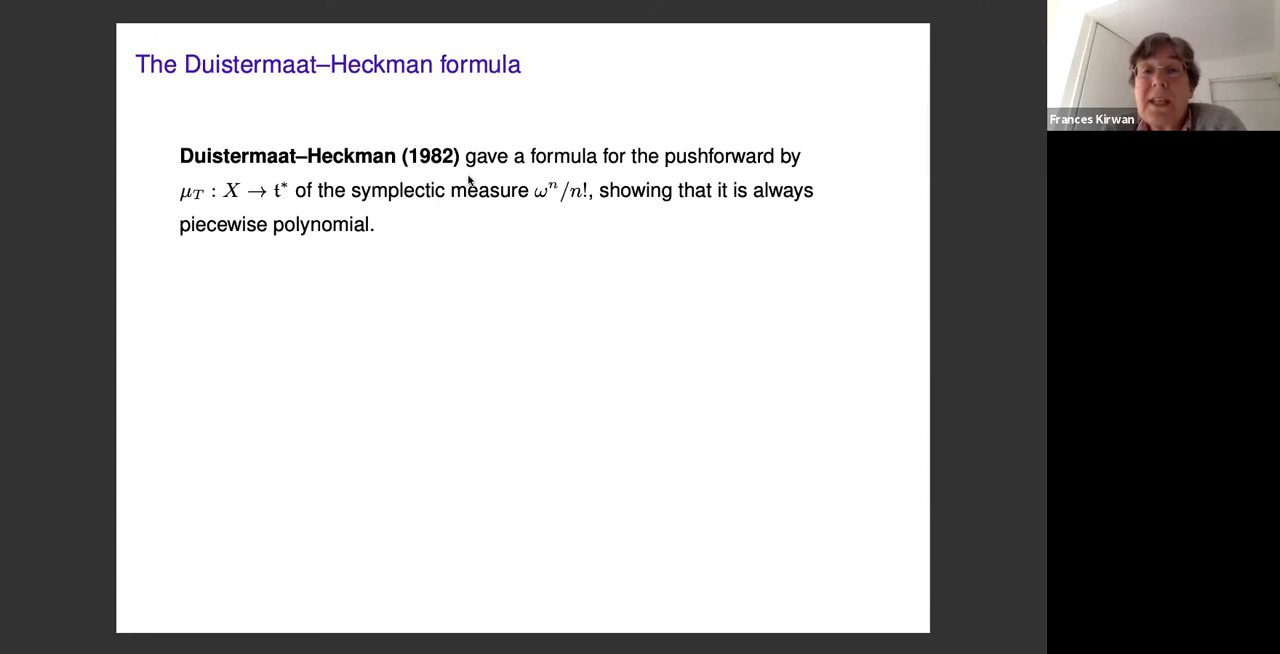 The Duistermaat–Heckman formula
Duistermaat–Heckman (1982) gave a formula for the pushforward by
μ_T : X → 𝔱* of the symplectic measure ωⁿ/n!, showing that it is always
piecewise polynomial.
Frances Kirwan